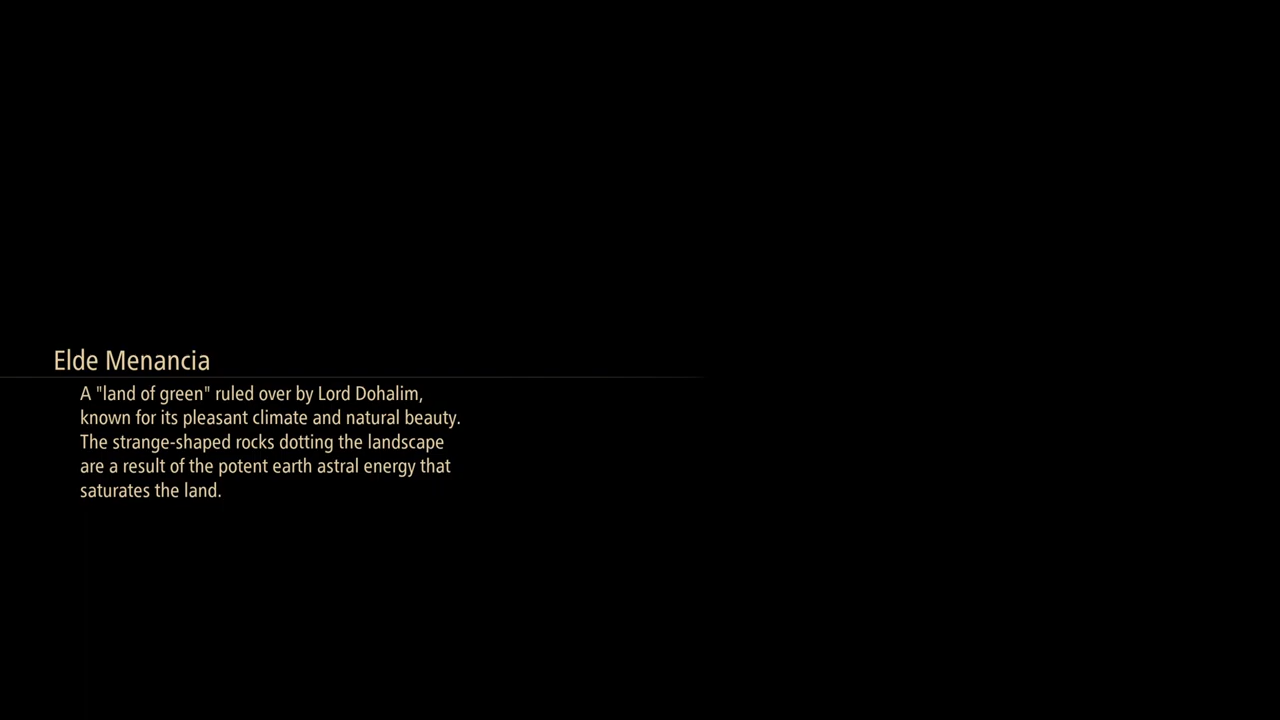 Elde Menancia
A "land of green" ruled over by Lord Dohalim,
known for its pleasant climate and natural beauty.
The strange-shaped rocks dotting the landscape
are a result of the potent earth astral energy that
saturates the land.